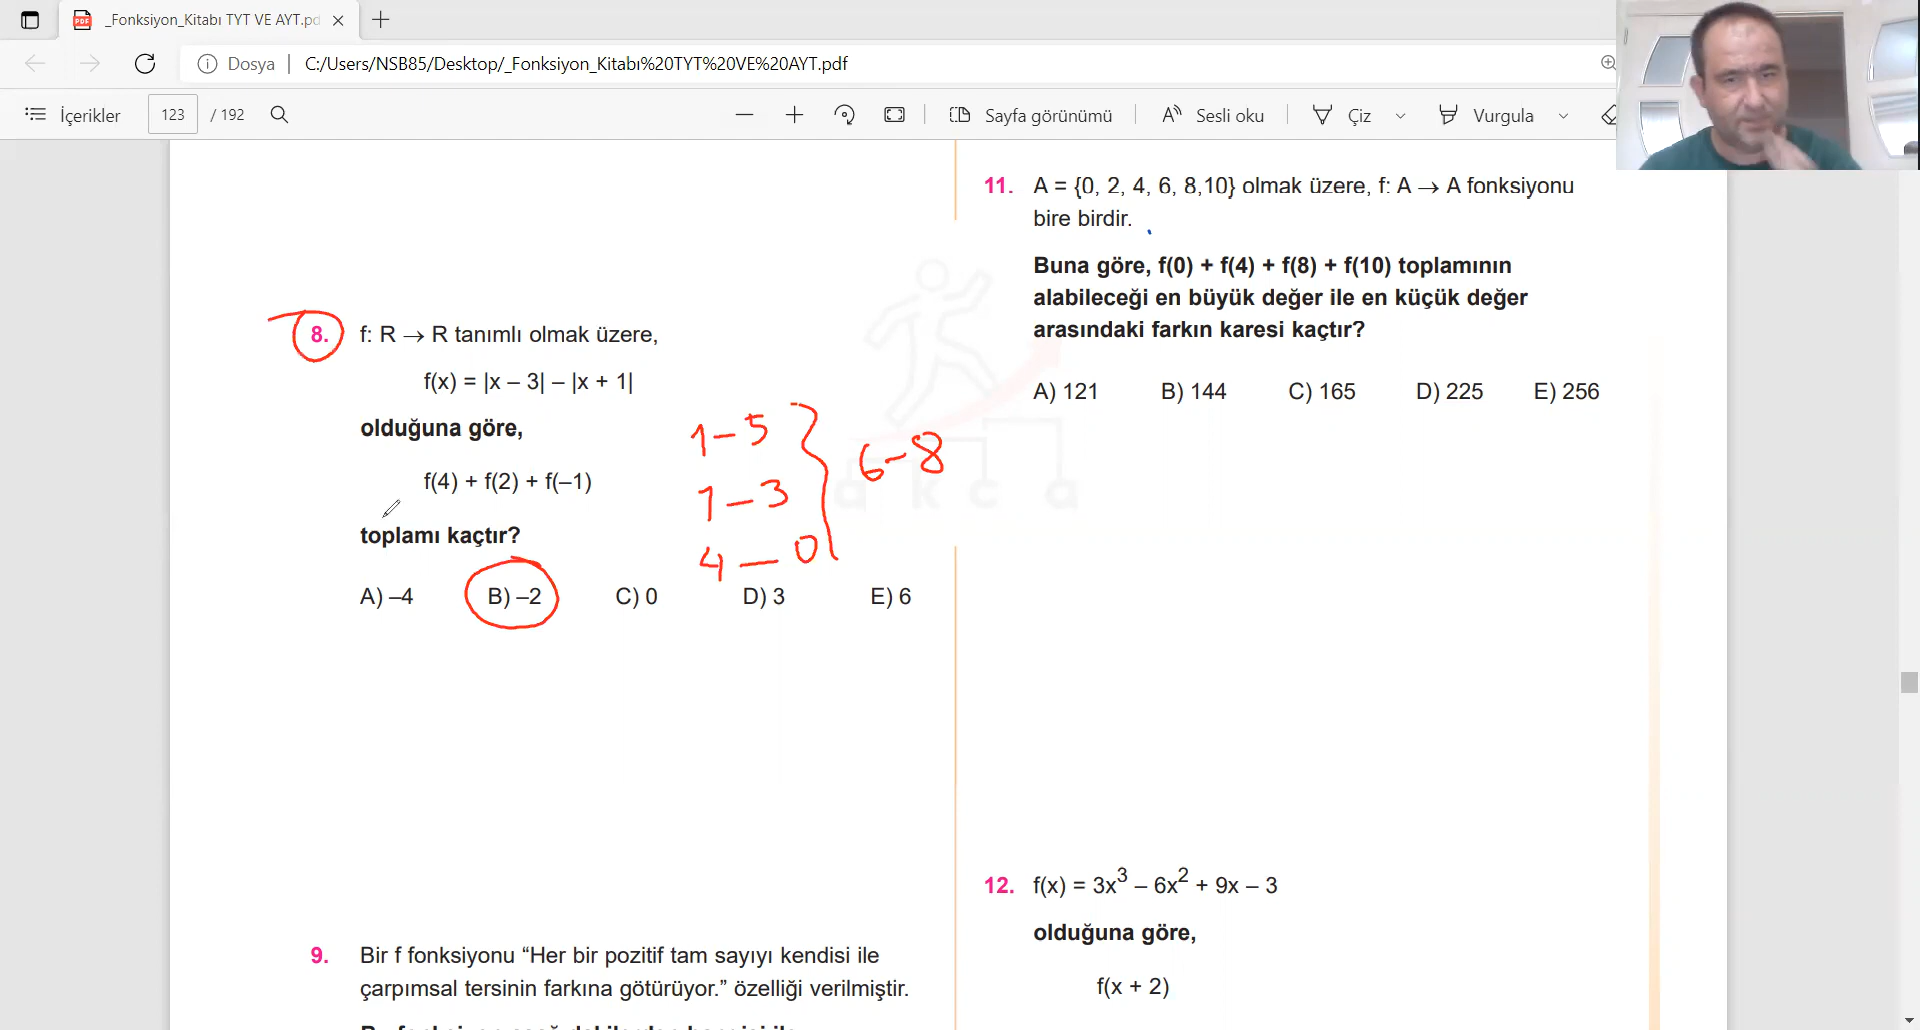 _Fonksiyon_Kitabı TYT VE AYT.pd
Dosya | C:/Users/NSB85/Desktop/_Fonksiyon_Kitabı%20TYT%20VE%20AYT.pdf
İçerikler 123 / 192 Sayfa görünümü Sesli oku Çiz Vurgula
8. f: R → R tanımlı olmak üzere,
f(x) = |x – 3| – |x + 1|
olduğuna göre,
f(4) + f(2) + f(–1)
toplamı kaçtır?
A) –4 B) –2 C) 0 D) 3 E) 6
1 – 5
1 – 3
4 – 0
6 – 8
akca
9. Bir f fonksiyonu “Her bir pozitif tam sayıyı kendisi ile
çarpımsal tersinin farkına götürüyor.” özelliği verilmiştir.
11. A = {0, 2, 4, 6, 8,10} olmak üzere, f: A → A fonksiyonu
bire birdir.
Buna göre, f(0) + f(4) + f(8) + f(10) toplamının
alabileceği en büyük değer ile en küçük değer
arasındaki farkın karesi kaçtır?
A) 121 B) 144 C) 165 D) 225 E) 256
12. f(x) = 3x³ – 6x² + 9x – 3
olduğuna göre,
f(x + 2)